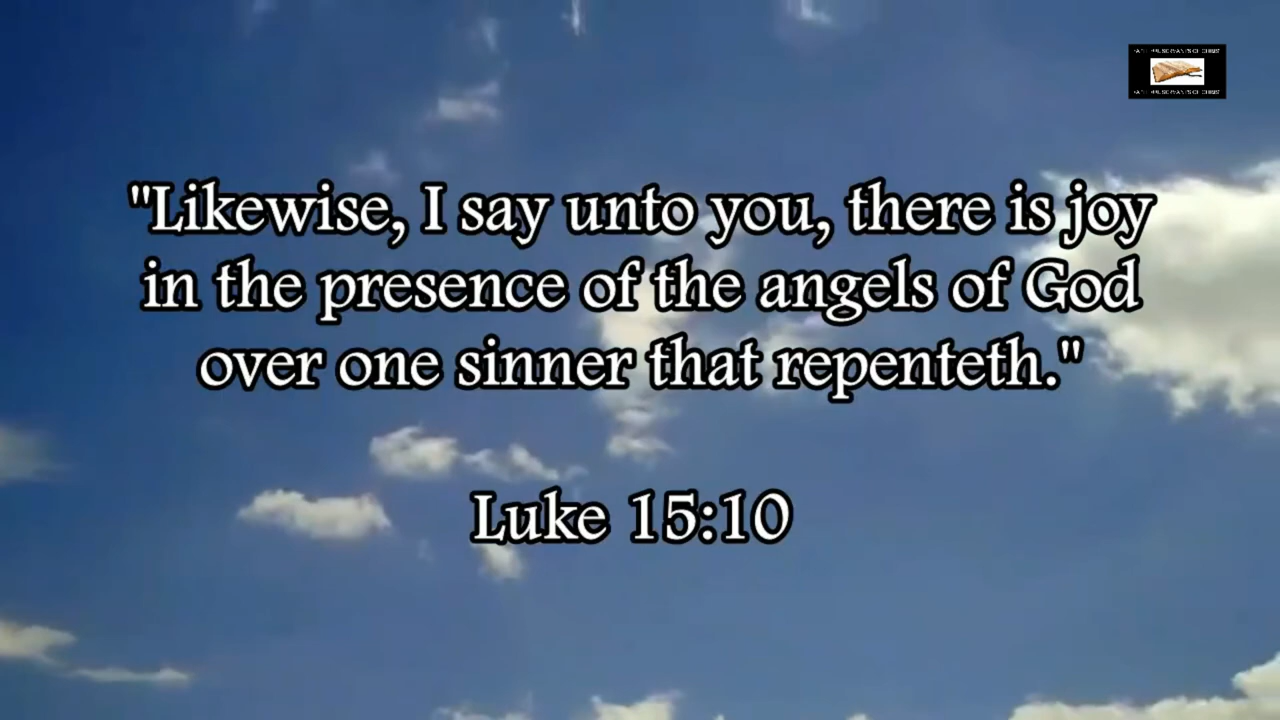 "Likewise, I say unto you, there is joy
in the presence of the angels of God
over one sinner that repenteth."
Luke 15:10